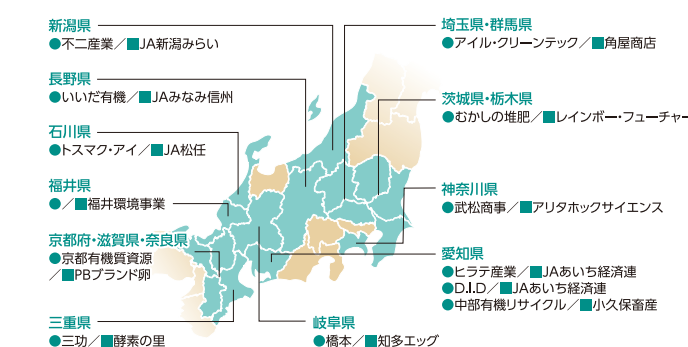 新潟県
●不二産業／■JA新潟みらい
長野県
●いいだ有機／■JAみなみ信州
石川県
●トスマク・アイ／■JA松任
福井県
●／■福井環境事業
京都府・滋賀県・奈良県
●京都有機質資源
／■PBブランド卵
三重県
●三功／■酵素の里
岐阜県
●橋本／■知多エッグ
埼玉県・群馬県
●アイル・クリーンテック／■角屋商店
茨城県・栃木県
●むかしの堆肥／■レインボー・フューチャー
神奈川県
●武松商事／■アリタホックサイエンス
愛知県
●ヒラテ産業／■JAあいち経済連
●D.I.D／■JAあいち経済連
●中部有機リサイクル／■小久保畜産